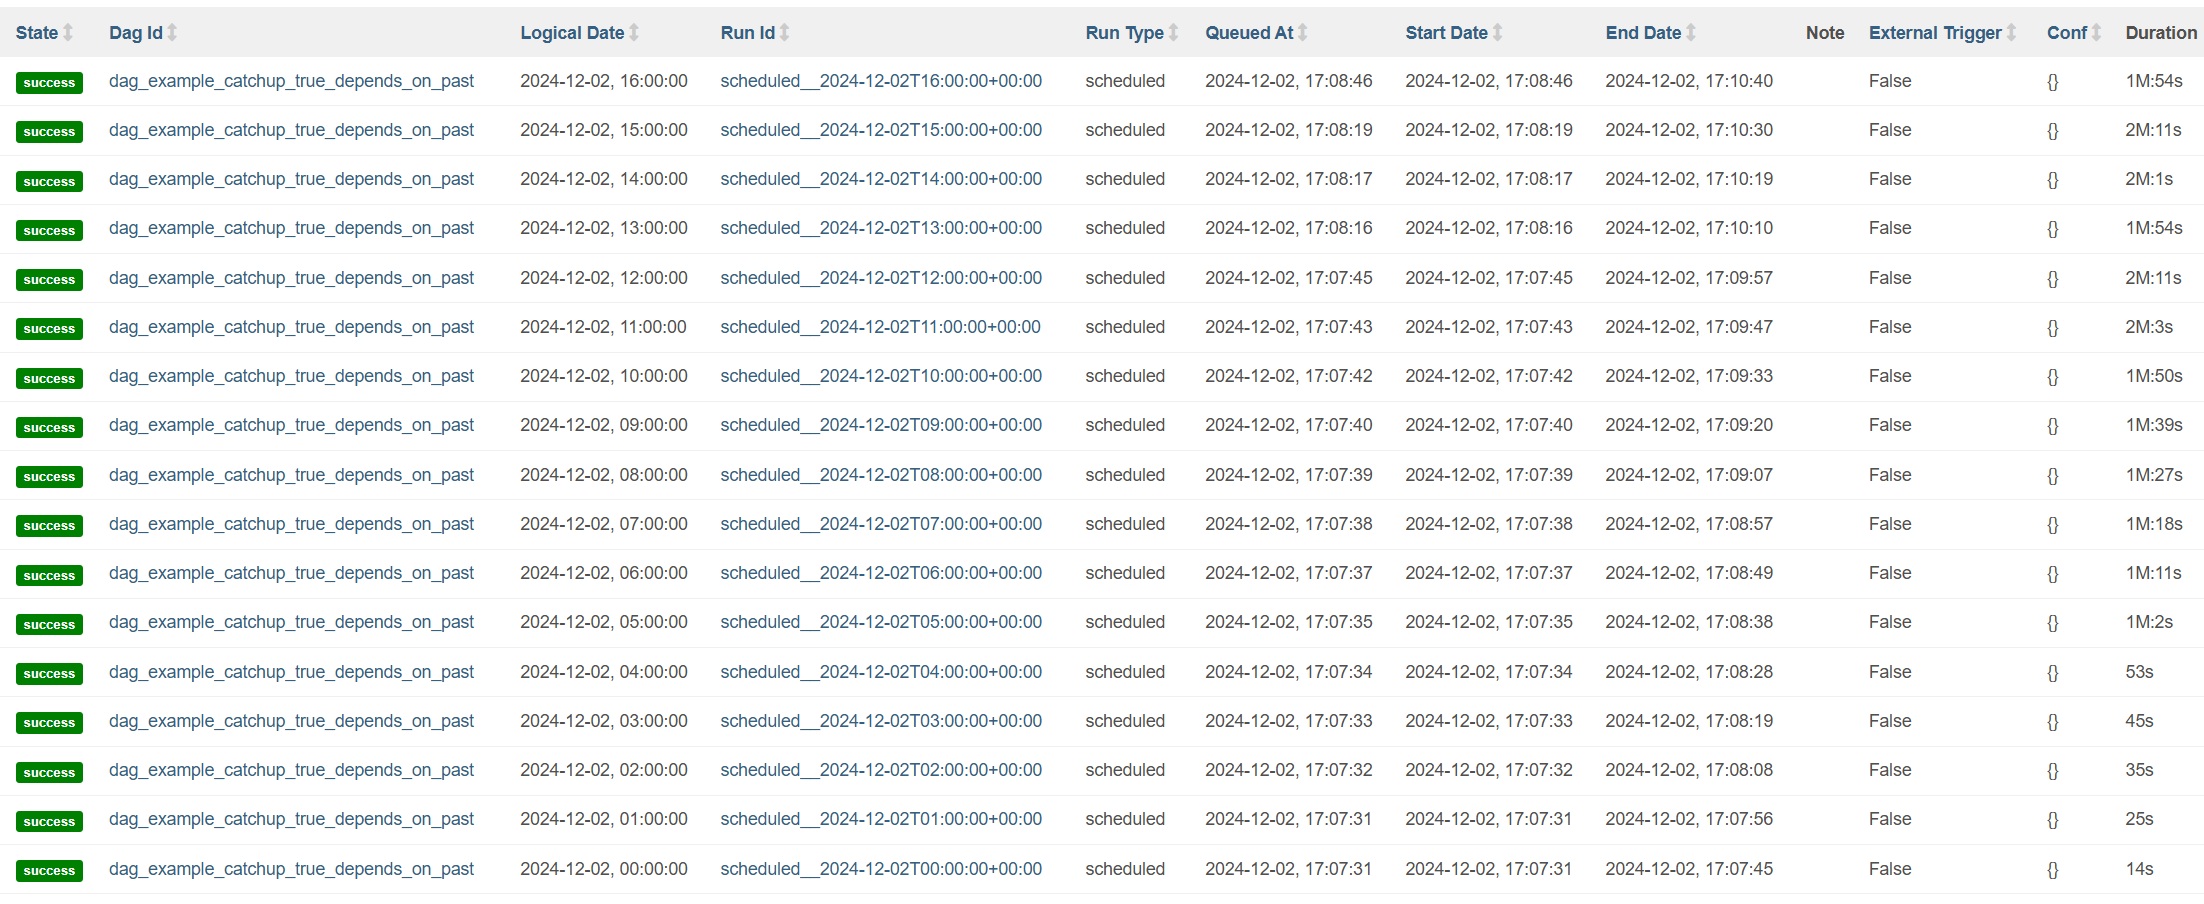 State Dag Id Logical Date Run Id Run Type Queued At Start Date End Date Note External Trigger Conf Duration
success dag_example_catchup_true_depends_on_past 2024-12-02, 16:00:00 scheduled__2024-12-02T16:00:00+00:00 scheduled 2024-12-02, 17:08:46 2024-12-02, 17:08:46 2024-12-02, 17:10:40 False {} 1M:54s
success dag_example_catchup_true_depends_on_past 2024-12-02, 15:00:00 scheduled__2024-12-02T15:00:00+00:00 scheduled 2024-12-02, 17:08:19 2024-12-02, 17:08:19 2024-12-02, 17:10:30 False {} 2M:11s
success dag_example_catchup_true_depends_on_past 2024-12-02, 14:00:00 scheduled__2024-12-02T14:00:00+00:00 scheduled 2024-12-02, 17:08:17 2024-12-02, 17:08:17 2024-12-02, 17:10:19 False {} 2M:1s
success dag_example_catchup_true_depends_on_past 2024-12-02, 13:00:00 scheduled__2024-12-02T13:00:00+00:00 scheduled 2024-12-02, 17:08:16 2024-12-02, 17:08:16 2024-12-02, 17:10:10 False {} 1M:54s
success dag_example_catchup_true_depends_on_past 2024-12-02, 12:00:00 scheduled__2024-12-02T12:00:00+00:00 scheduled 2024-12-02, 17:07:45 2024-12-02, 17:07:45 2024-12-02, 17:09:57 False {} 2M:11s
success dag_example_catchup_true_depends_on_past 2024-12-02, 11:00:00 scheduled__2024-12-02T11:00:00+00:00 scheduled 2024-12-02, 17:07:43 2024-12-02, 17:07:43 2024-12-02, 17:09:47 False {} 2M:3s
success dag_example_catchup_true_depends_on_past 2024-12-02, 10:00:00 scheduled__2024-12-02T10:00:00+00:00 scheduled 2024-12-02, 17:07:42 2024-12-02, 17:07:42 2024-12-02, 17:09:33 False {} 1M:50s
success dag_example_catchup_true_depends_on_past 2024-12-02, 09:00:00 scheduled__2024-12-02T09:00:00+00:00 scheduled 2024-12-02, 17:07:40 2024-12-02, 17:07:40 2024-12-02, 17:09:20 False {} 1M:39s
success dag_example_catchup_true_depends_on_past 2024-12-02, 08:00:00 scheduled__2024-12-02T08:00:00+00:00 scheduled 2024-12-02, 17:07:39 2024-12-02, 17:07:39 2024-12-02, 17:09:07 False {} 1M:27s
success dag_example_catchup_true_depends_on_past 2024-12-02, 07:00:00 scheduled__2024-12-02T07:00:00+00:00 scheduled 2024-12-02, 17:07:38 2024-12-02, 17:07:38 2024-12-02, 17:08:57 False {} 1M:18s
success dag_example_catchup_true_depends_on_past 2024-12-02, 06:00:00 scheduled__2024-12-02T06:00:00+00:00 scheduled 2024-12-02, 17:07:37 2024-12-02, 17:07:37 2024-12-02, 17:08:49 False {} 1M:11s
success dag_example_catchup_true_depends_on_past 2024-12-02, 05:00:00 scheduled__2024-12-02T05:00:00+00:00 scheduled 2024-12-02, 17:07:35 2024-12-02, 17:07:35 2024-12-02, 17:08:38 False {} 1M:2s
success dag_example_catchup_true_depends_on_past 2024-12-02, 04:00:00 scheduled__2024-12-02T04:00:00+00:00 scheduled 2024-12-02, 17:07:34 2024-12-02, 17:07:34 2024-12-02, 17:08:28 False {} 53s
success dag_example_catchup_true_depends_on_past 2024-12-02, 03:00:00 scheduled__2024-12-02T03:00:00+00:00 scheduled 2024-12-02, 17:07:33 2024-12-02, 17:07:33 2024-12-02, 17:08:19 False {} 45s
success dag_example_catchup_true_depends_on_past 2024-12-02, 02:00:00 scheduled__2024-12-02T02:00:00+00:00 scheduled 2024-12-02, 17:07:32 2024-12-02, 17:07:32 2024-12-02, 17:08:08 False {} 35s
success dag_example_catchup_true_depends_on_past 2024-12-02, 01:00:00 scheduled__2024-12-02T01:00:00+00:00 scheduled 2024-12-02, 17:07:31 2024-12-02, 17:07:31 2024-12-02, 17:07:56 False {} 25s
success dag_example_catchup_true_depends_on_past 2024-12-02, 00:00:00 scheduled__2024-12-02T00:00:00+00:00 scheduled 2024-12-02, 17:07:31 2024-12-02, 17:07:31 2024-12-02, 17:07:45 False {} 14s